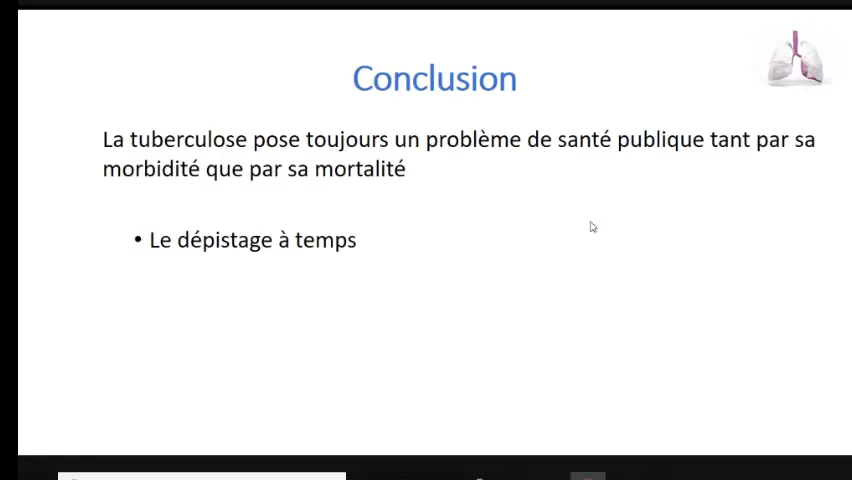 Conclusion
La tuberculose pose toujours un problème de santé publique tant par sa
morbidité que par sa mortalité
• Le dépistage à temps